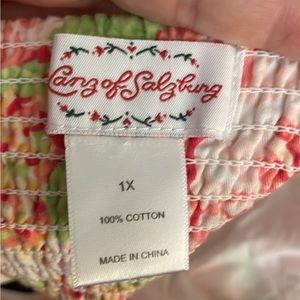 Lanz of Salzburg
1X
100% COTTON
MADE IN CHINA